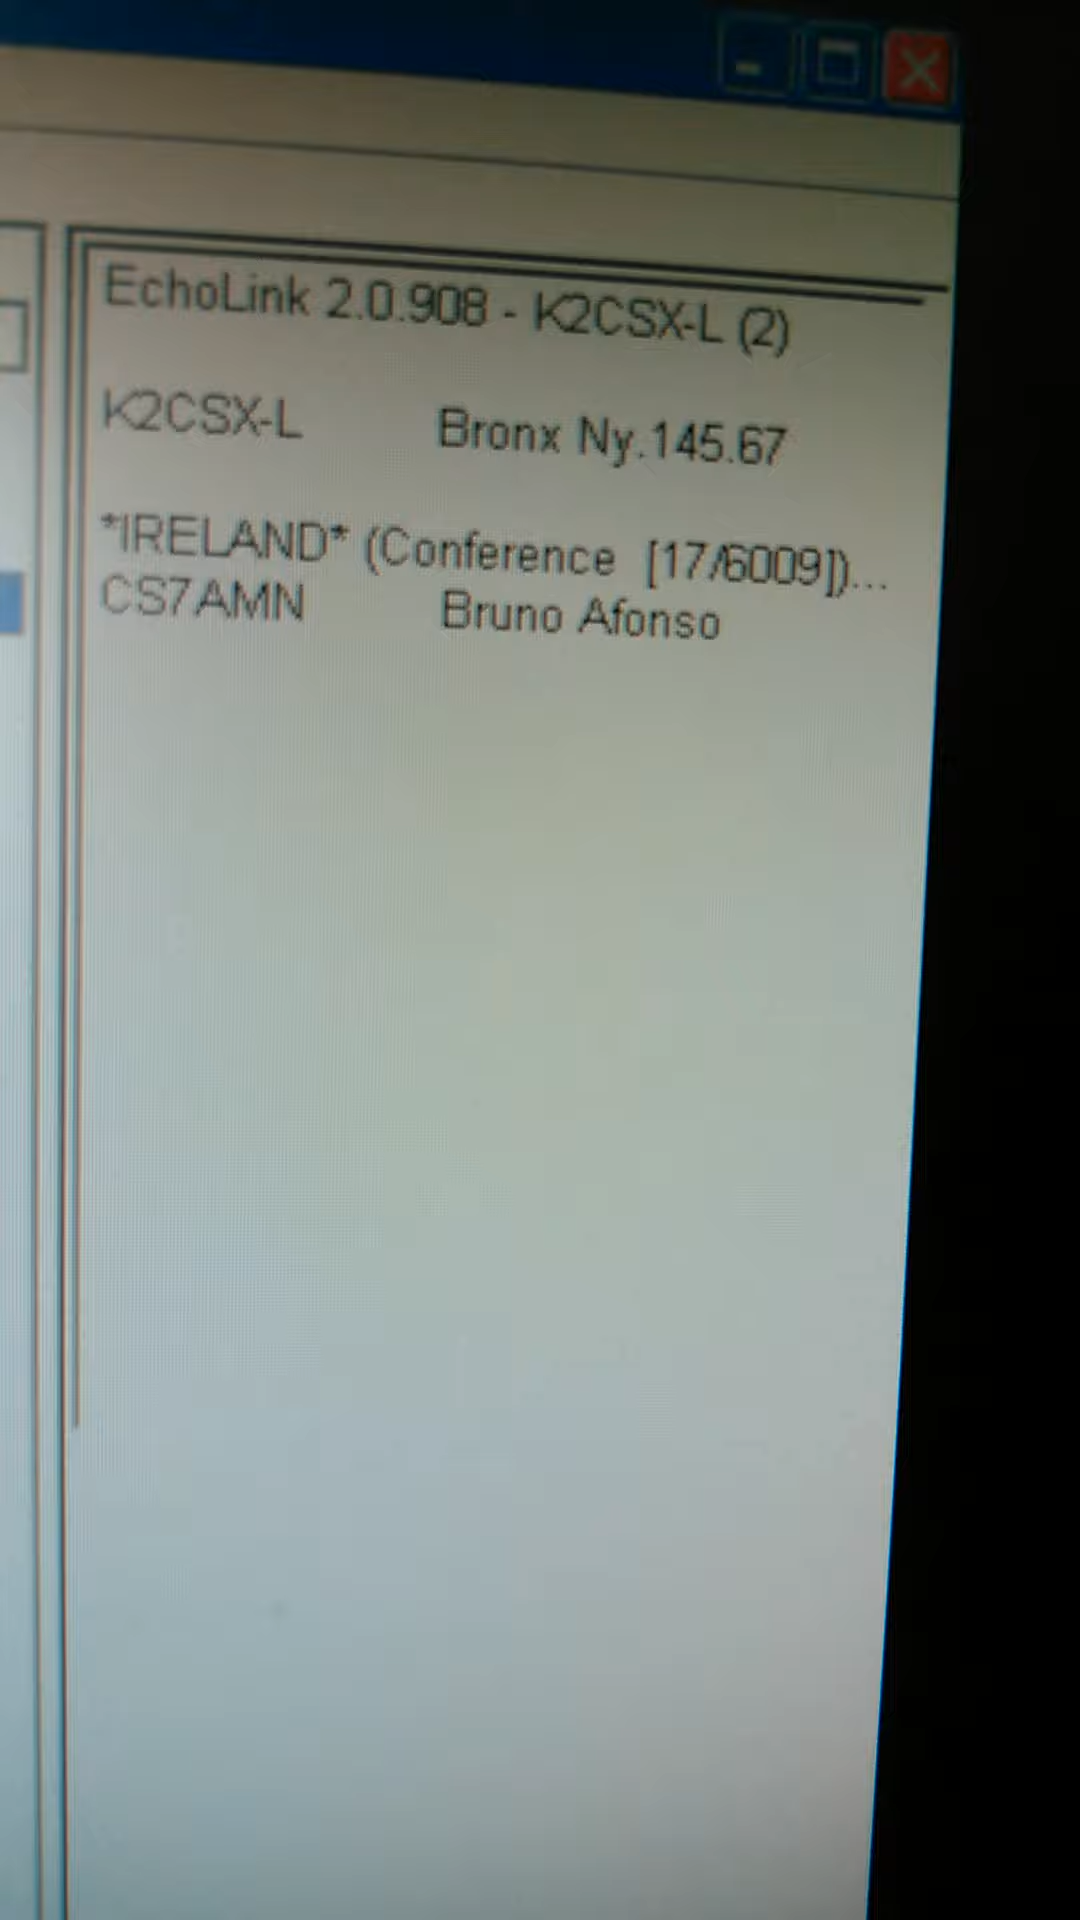 EchoLink 2.0.908 - K2CSX-L (2)
K2CSX-L Bronx Ny.145.67
*IRELAND* (Conference [17/6009])...
CS7AMN Bruno Afonso